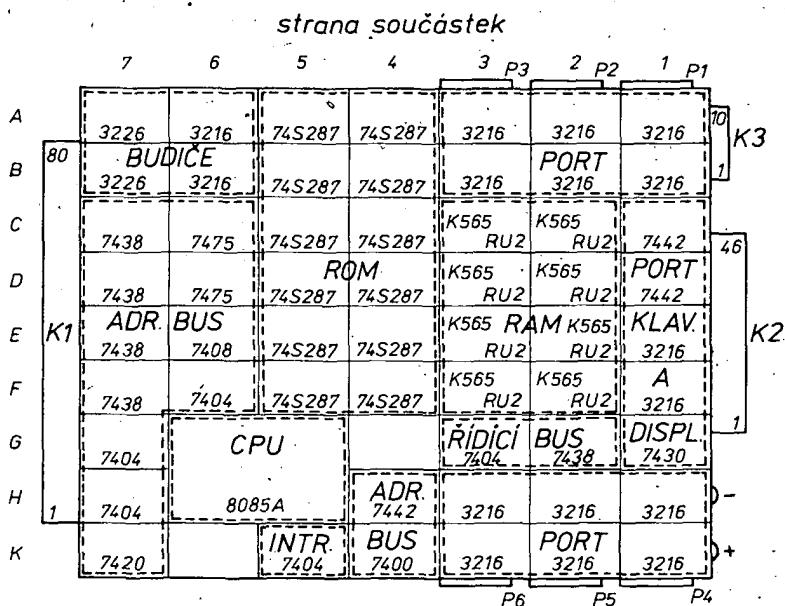 strana součástek
7 6 5 4 3 P3 2 P2 1 P1
A 3226 3216 74S287 74S287 3216 3216 3216 10 K3
80 BUDIČE PORT
B 3226 3216 74S287 74S287 3216 3216 3216 1
C K565 K565
7438 7475 74S287 74S287 RU2 RU2 7442 46
D ROM K565 K565 PORT
7438 7475 74S287 74S287 RU2 RU2 7442
E K1 ADR. BUS K565 RAM K565 KLAV. K2
7438 7408 74S287 74S287 RU2 RU2 3216
F K565 K565 A
7438 7404 74S287 74S287 RU2 RU2 3216 1
G CPU ŘÍDÍCÍ BUS DISPL.
7404 7404 7438 7430
H ADR. -
1 7404 8085A 7442 3216 3216 3216
K INTR. BUS PORT +
7420 7404 7400 3216 3216 3216
P6 P5 P4